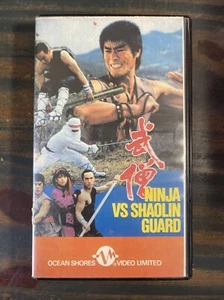 武僧
NINJA
VS SHAOLIN
GUARD
OCEAN SHORES VIDEO LIMITED